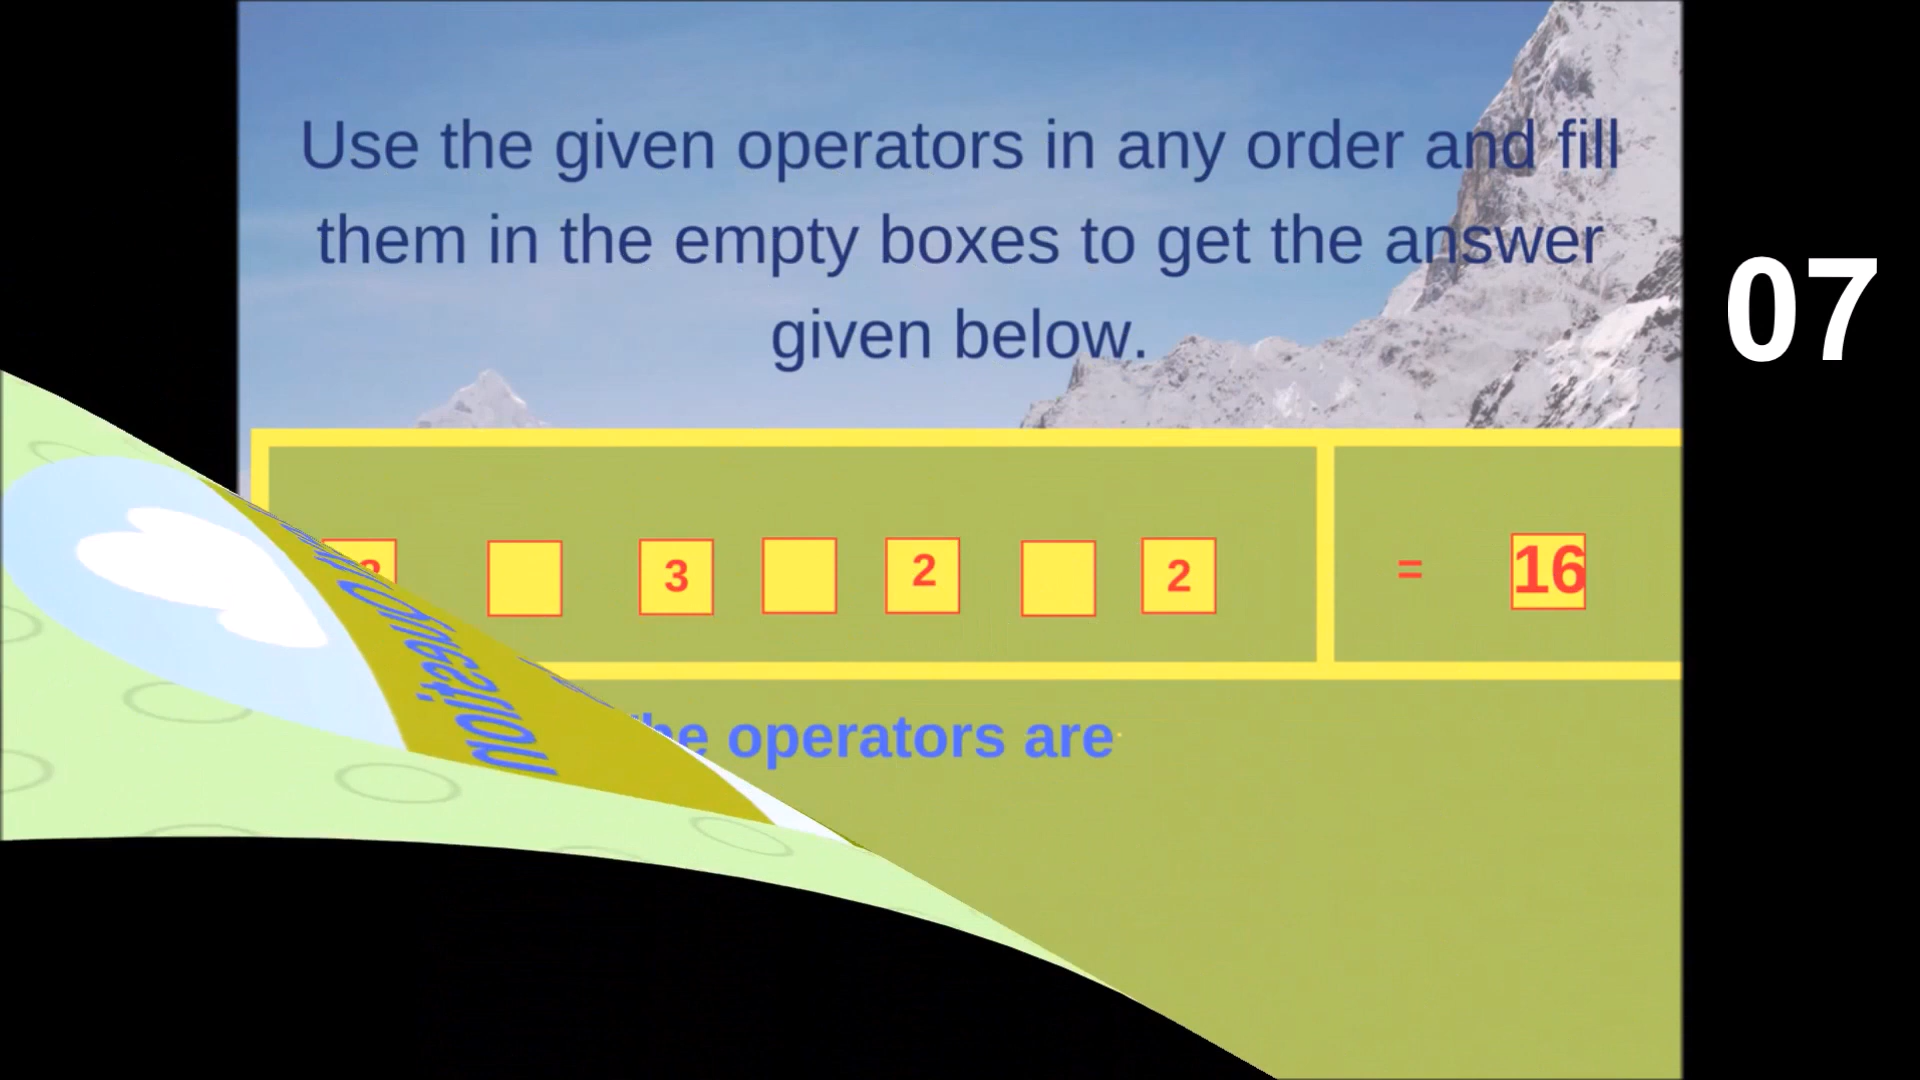 Use the given operators in any order and fill
them in the empty boxes to get the answer
given below.
07
3 2 2 = 16
operators are
Question